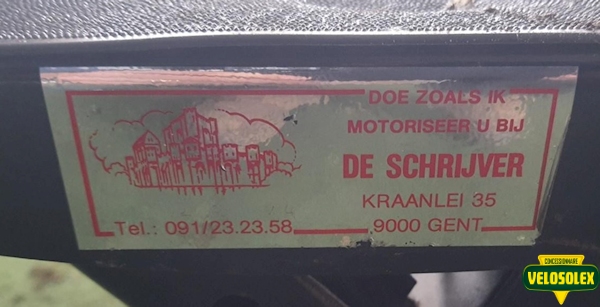 DOE ZOALS IK
MOTORISEER U BIJ
DE SCHRIJVER
KRAANLEI 35
9000 GENT
Tel.: 091/23.23.58
CONCESSIONNAIRE
VELOSOLEX